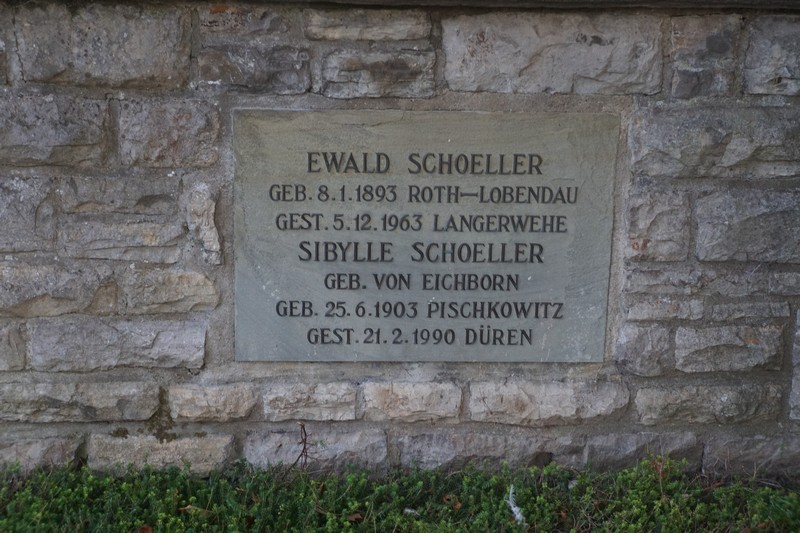 EWALD SCHOELLER
GEB. 8.1.1893 ROTH-LOBENDAU
GEST. 5.12.1963 LANGERWEHE
SIBYLLE SCHOELLER
GEB. VON EICHBORN
GEB. 25.6.1903 PISCHKOWITZ
GEST. 21.2.1990 DÜREN